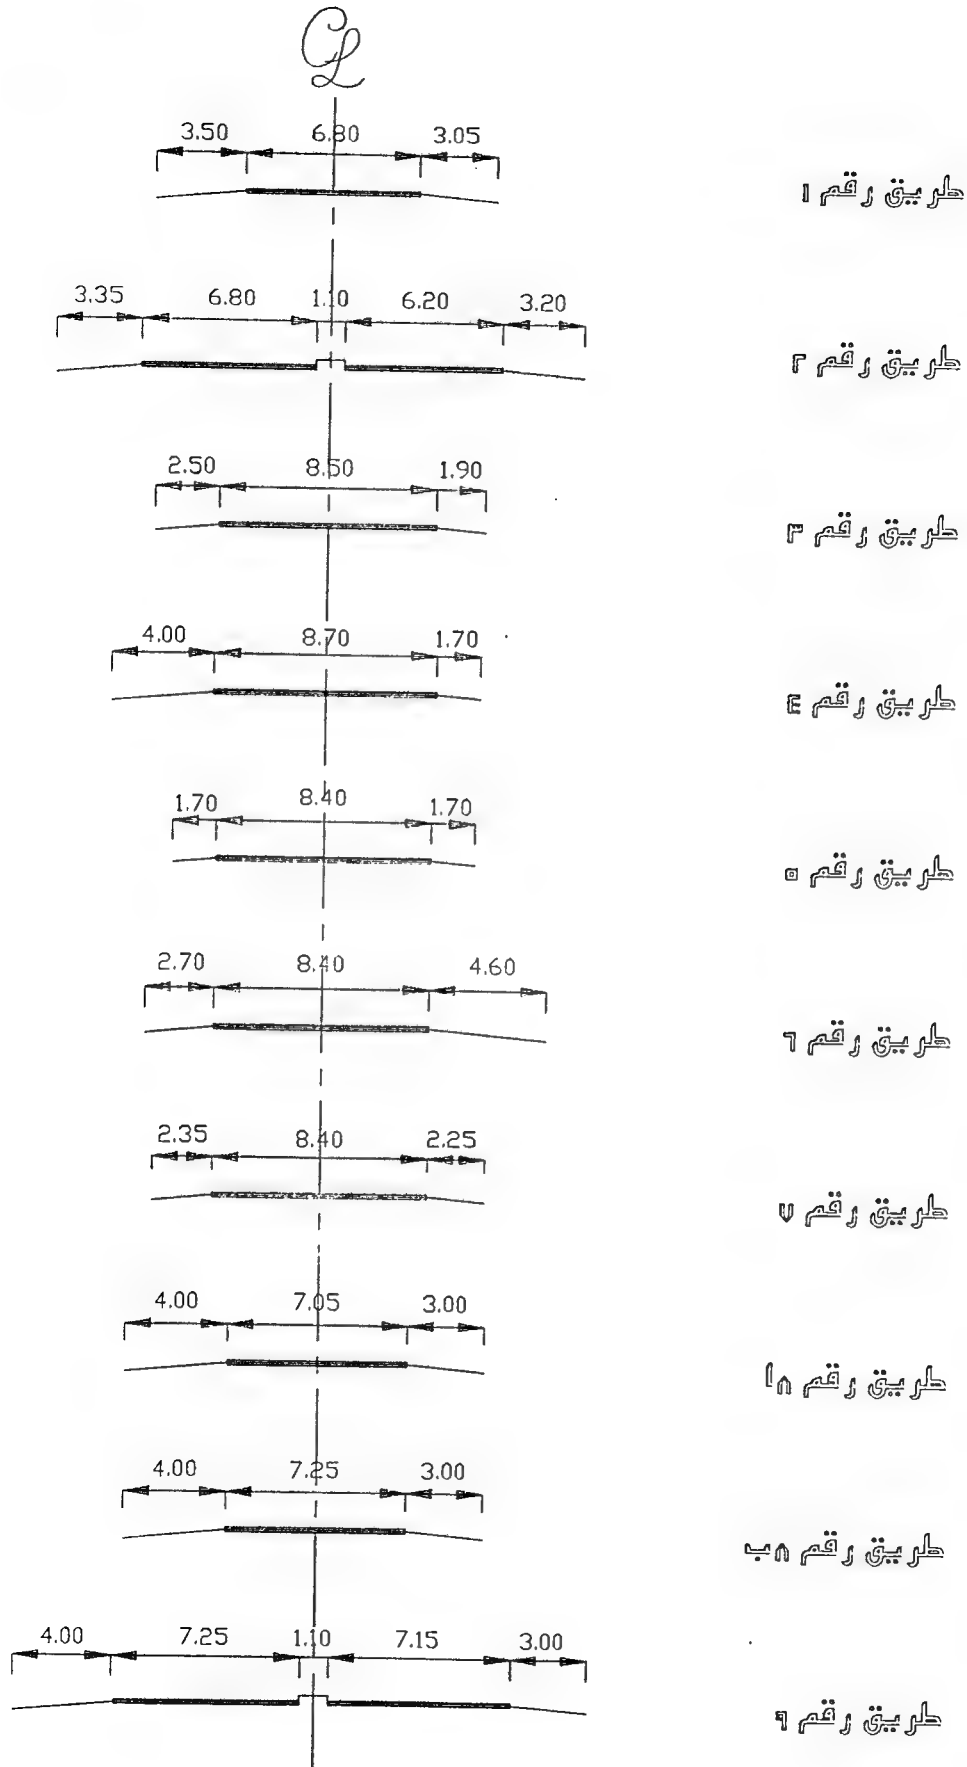 CL
3.50 6.80 3.05
طريق رقم ١
3.35 6.80 1.10 6.20 3.20
طريق رقم ٢
2.50 8.50 1.90
طريق رقم ٣
4.00 8.70 1.70
طريق رقم ٤
1.70 8.40 1.70
طريق رقم ٥
2.70 8.40 4.60
طريق رقم ٦
2.35 8.40 2.25
طريق رقم ٧
4.00 7.05 3.00
طريق رقم ٨أ
4.00 7.25 3.00
طريق رقم ٨ب
4.00 7.25 1.10 7.15 3.00
طريق رقم ٩